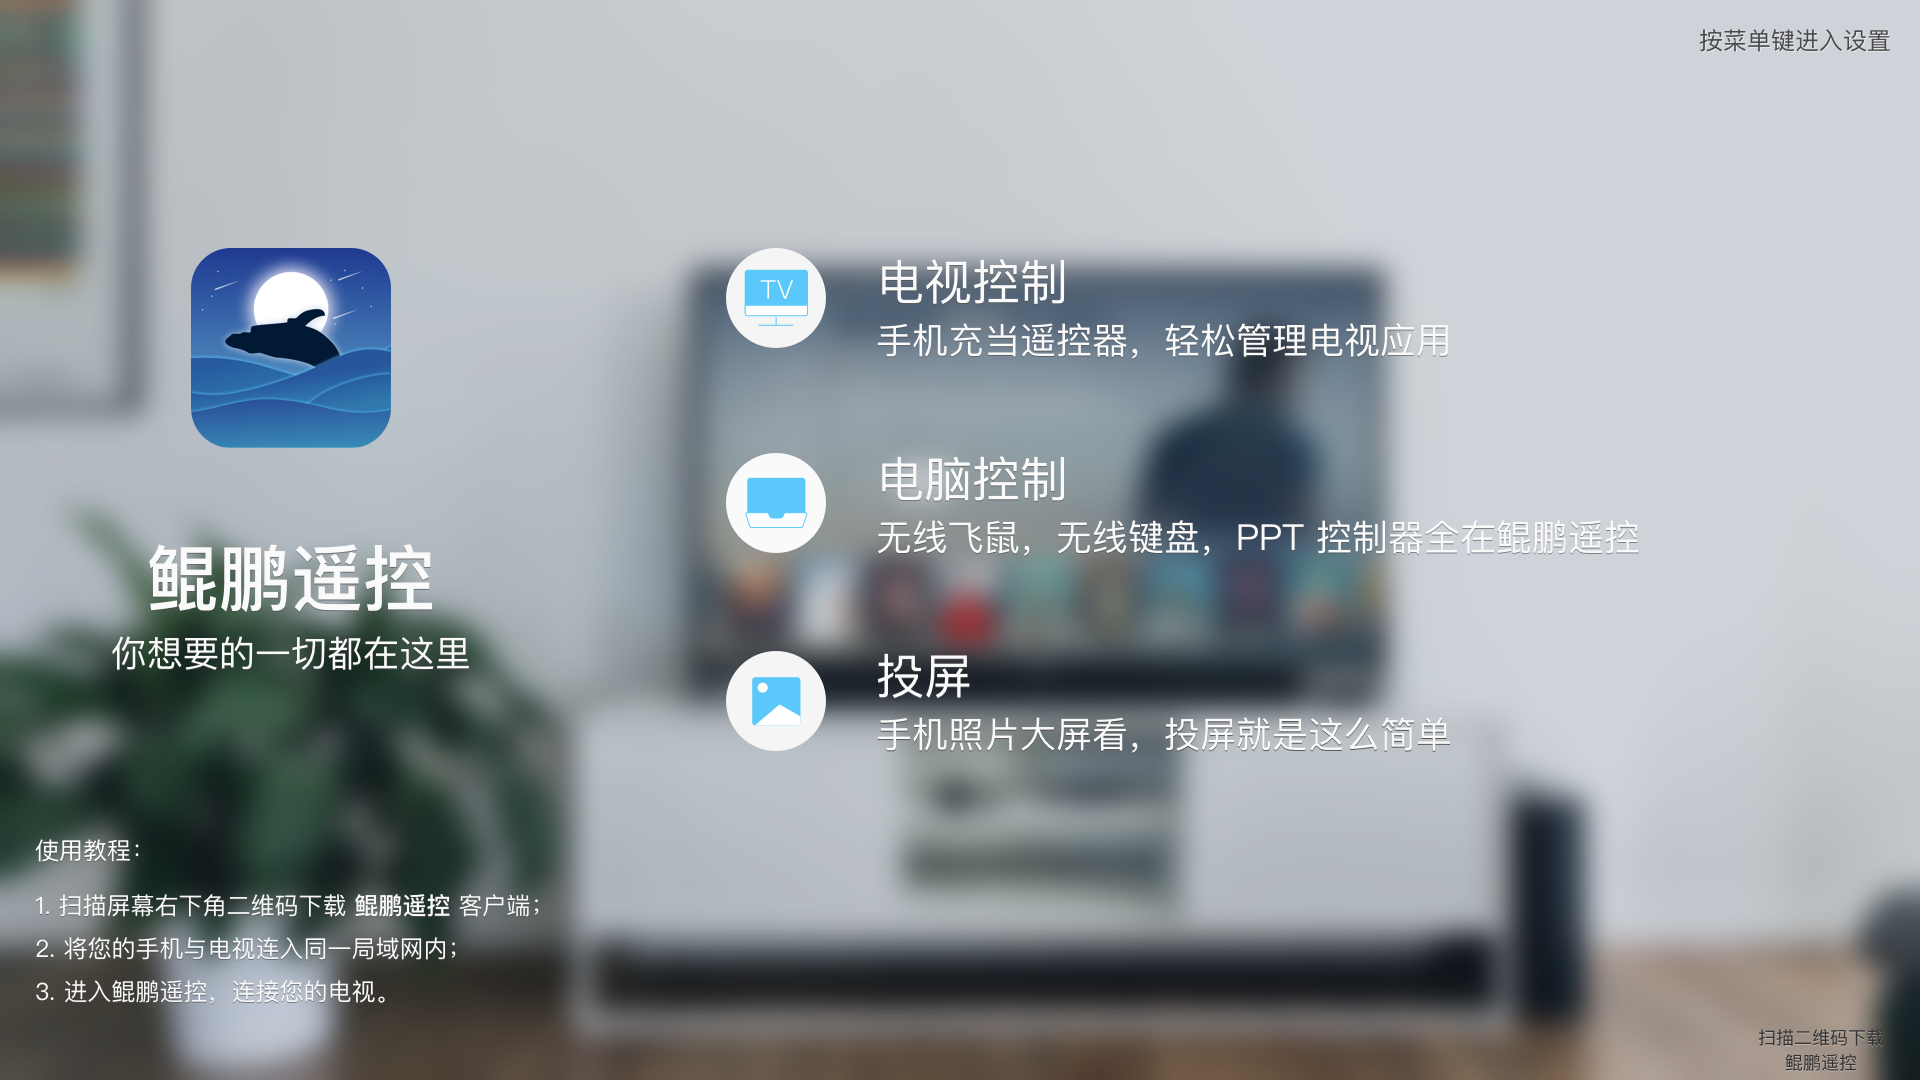 按菜单键进入设置
TV
电视控制
手机充当遥控器，轻松管理电视应用
电脑控制
无线飞鼠，无线键盘，PPT 控制器全在鲲鹏遥控
投屏
手机照片大屏看，投屏就是这么简单
鲲鹏遥控
你想要的一切都在这里
使用教程：
1. 扫描屏幕右下角二维码下载 鲲鹏遥控 客户端；
2. 将您的手机与电视连入同一局域网内；
3. 进入鲲鹏遥控，连接您的电视。
扫描二维码下载
鲲鹏遥控